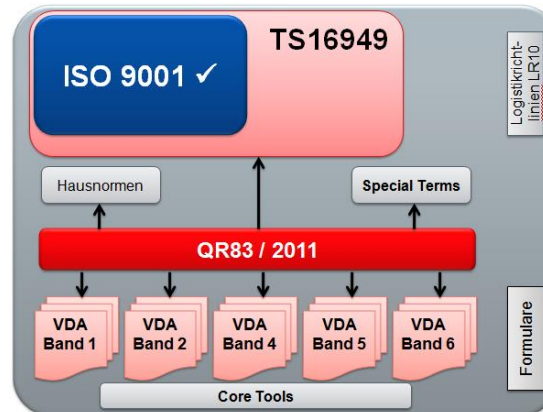 TS16949
ISO 9001 ✓
Logistikricht-
linien LR10
Hausnormen
Special Terms
QR83 / 2011
VDA
Band 1
VDA
Band 2
VDA
Band 4
VDA
Band 5
VDA
Band 6
Formulare
Core Tools